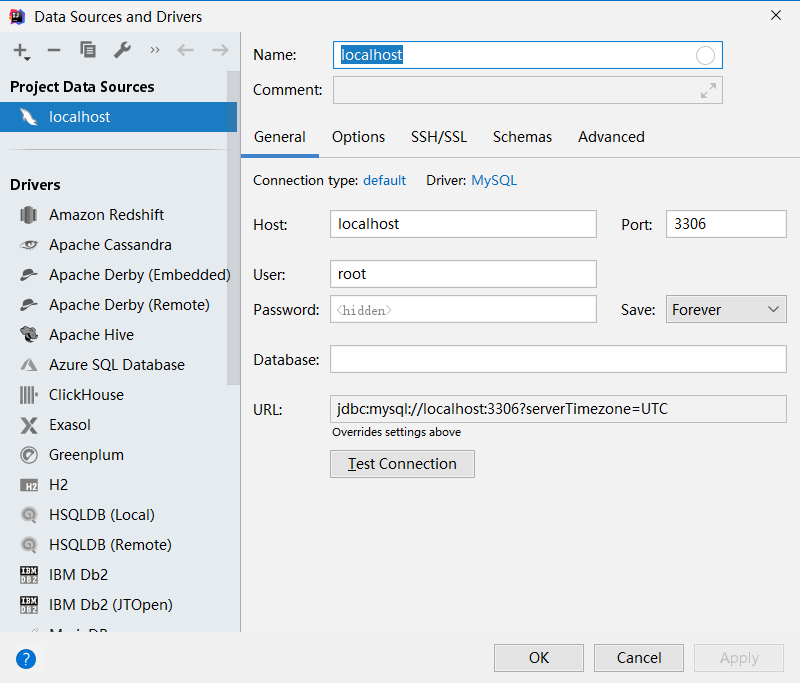 Data Sources and Drivers
Project Data Sources
localhost
Drivers
Amazon Redshift
Apache Cassandra
Apache Derby (Embedded)
Apache Derby (Remote)
Apache Hive
Azure SQL Database
ClickHouse
Exasol
Greenplum
H2
HSQLDB (Local)
HSQLDB (Remote)
IBM Db2
IBM Db2 (JTOpen)
Name: localhost
Comment:
General Options SSH/SSL Schemas Advanced
Connection type: default Driver: MySQL
Host: localhost Port: 3306
User: root
Password: <hidden> Save: Forever
Database:
URL: jdbc:mysql://localhost:3306?serverTimezone=UTC
Overrides settings above
Test Connection
? OK Cancel Apply